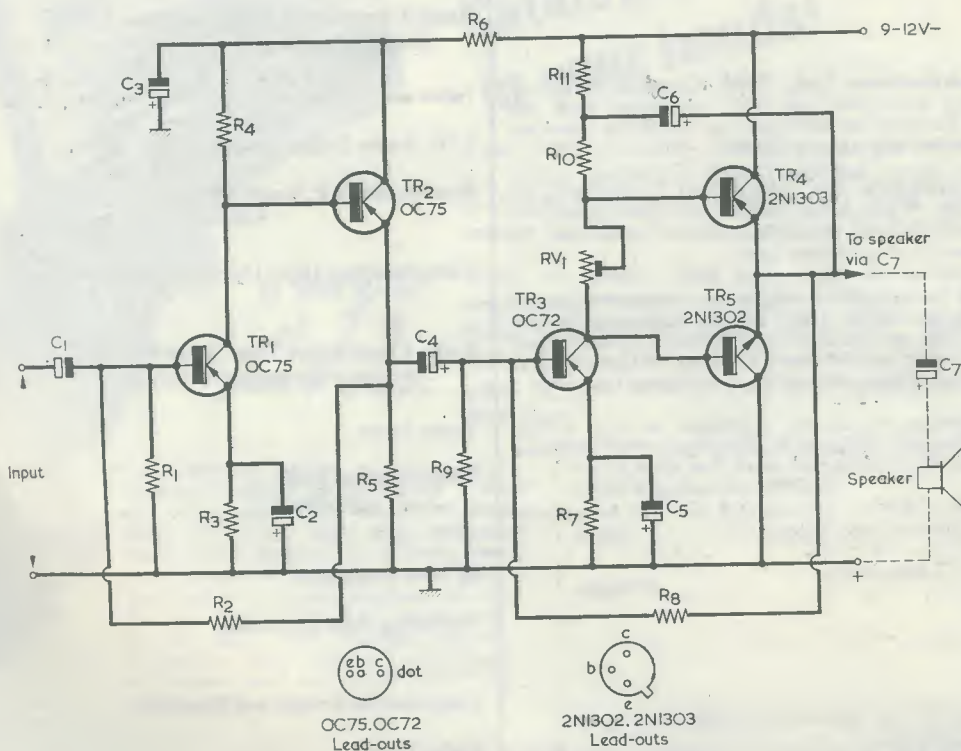 R6
9-12V-
C3
+
R4
R11
C6
+
R10
TR2
OC75
TR4
2N1303
To speaker
via C7
RV1
TR3
OC72
TR5
2N1302
C1
TR1
OC75
C4
+
C7
+
Input
R1
R3
C2
+
R5
R9
R7
C5
+
Speaker
+
R2
R8
e b c dot
OC75.OC72
Lead-outs
c
b
e
2N1302, 2N1303
Lead-outs